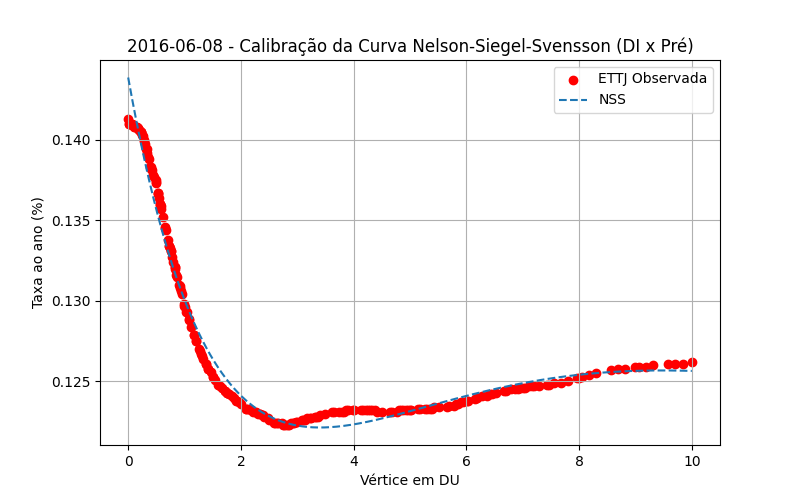 2016-06-08 - Calibração da Curva Nelson-Siegel-Svensson (DI x Pré)
ETTJ Observada
NSS
Taxa ao ano (%)
0.140
0.135
0.130
0.125
0 2 4 6 8 10
Vértice em DU